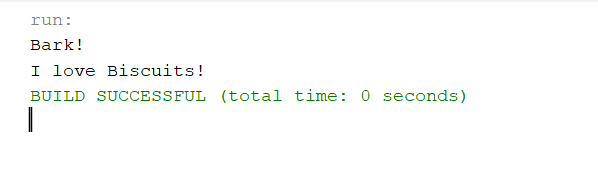 run:
Bark!
I love Biscuits!
BUILD SUCCESSFUL (total time: 0 seconds)